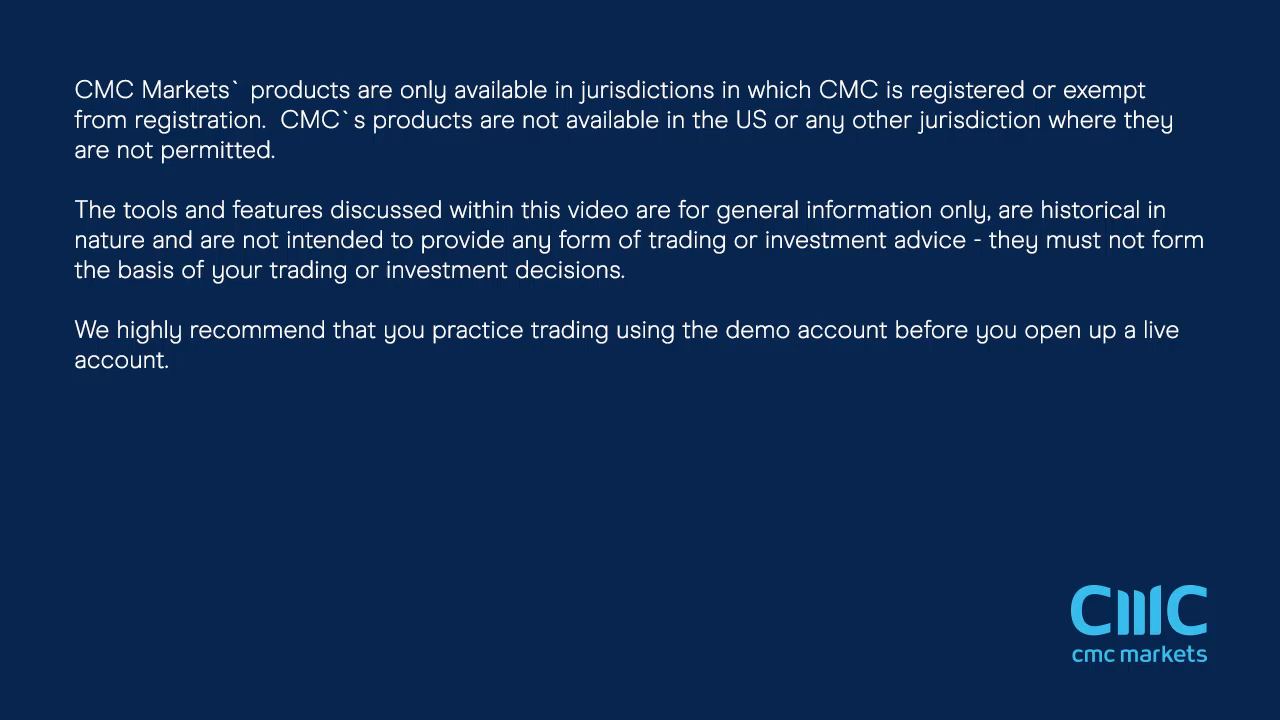 CMC Markets` products are only available in jurisdictions in which CMC is registered or exempt
from registration.  CMC`s products are not available in the US or any other jurisdiction where they
are not permitted.
The tools and features discussed within this video are for general information only, are historical in
nature and are not intended to provide any form of trading or investment advice - they must not form
the basis of your trading or investment decisions.
We highly recommend that you practice trading using the demo account before you open up a live
account.
CMC
cmc markets